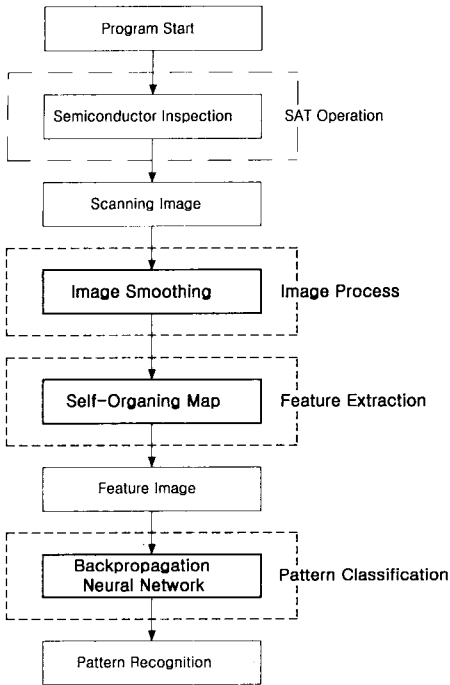 Program Start
Semiconductor Inspection
SAT Operation
Scanning Image
Image Smoothing
Image Process
Self-Organing Map
Feature Extraction
Feature Image
Backpropagation
Neural Network
Pattern Classification
Pattern Recognition